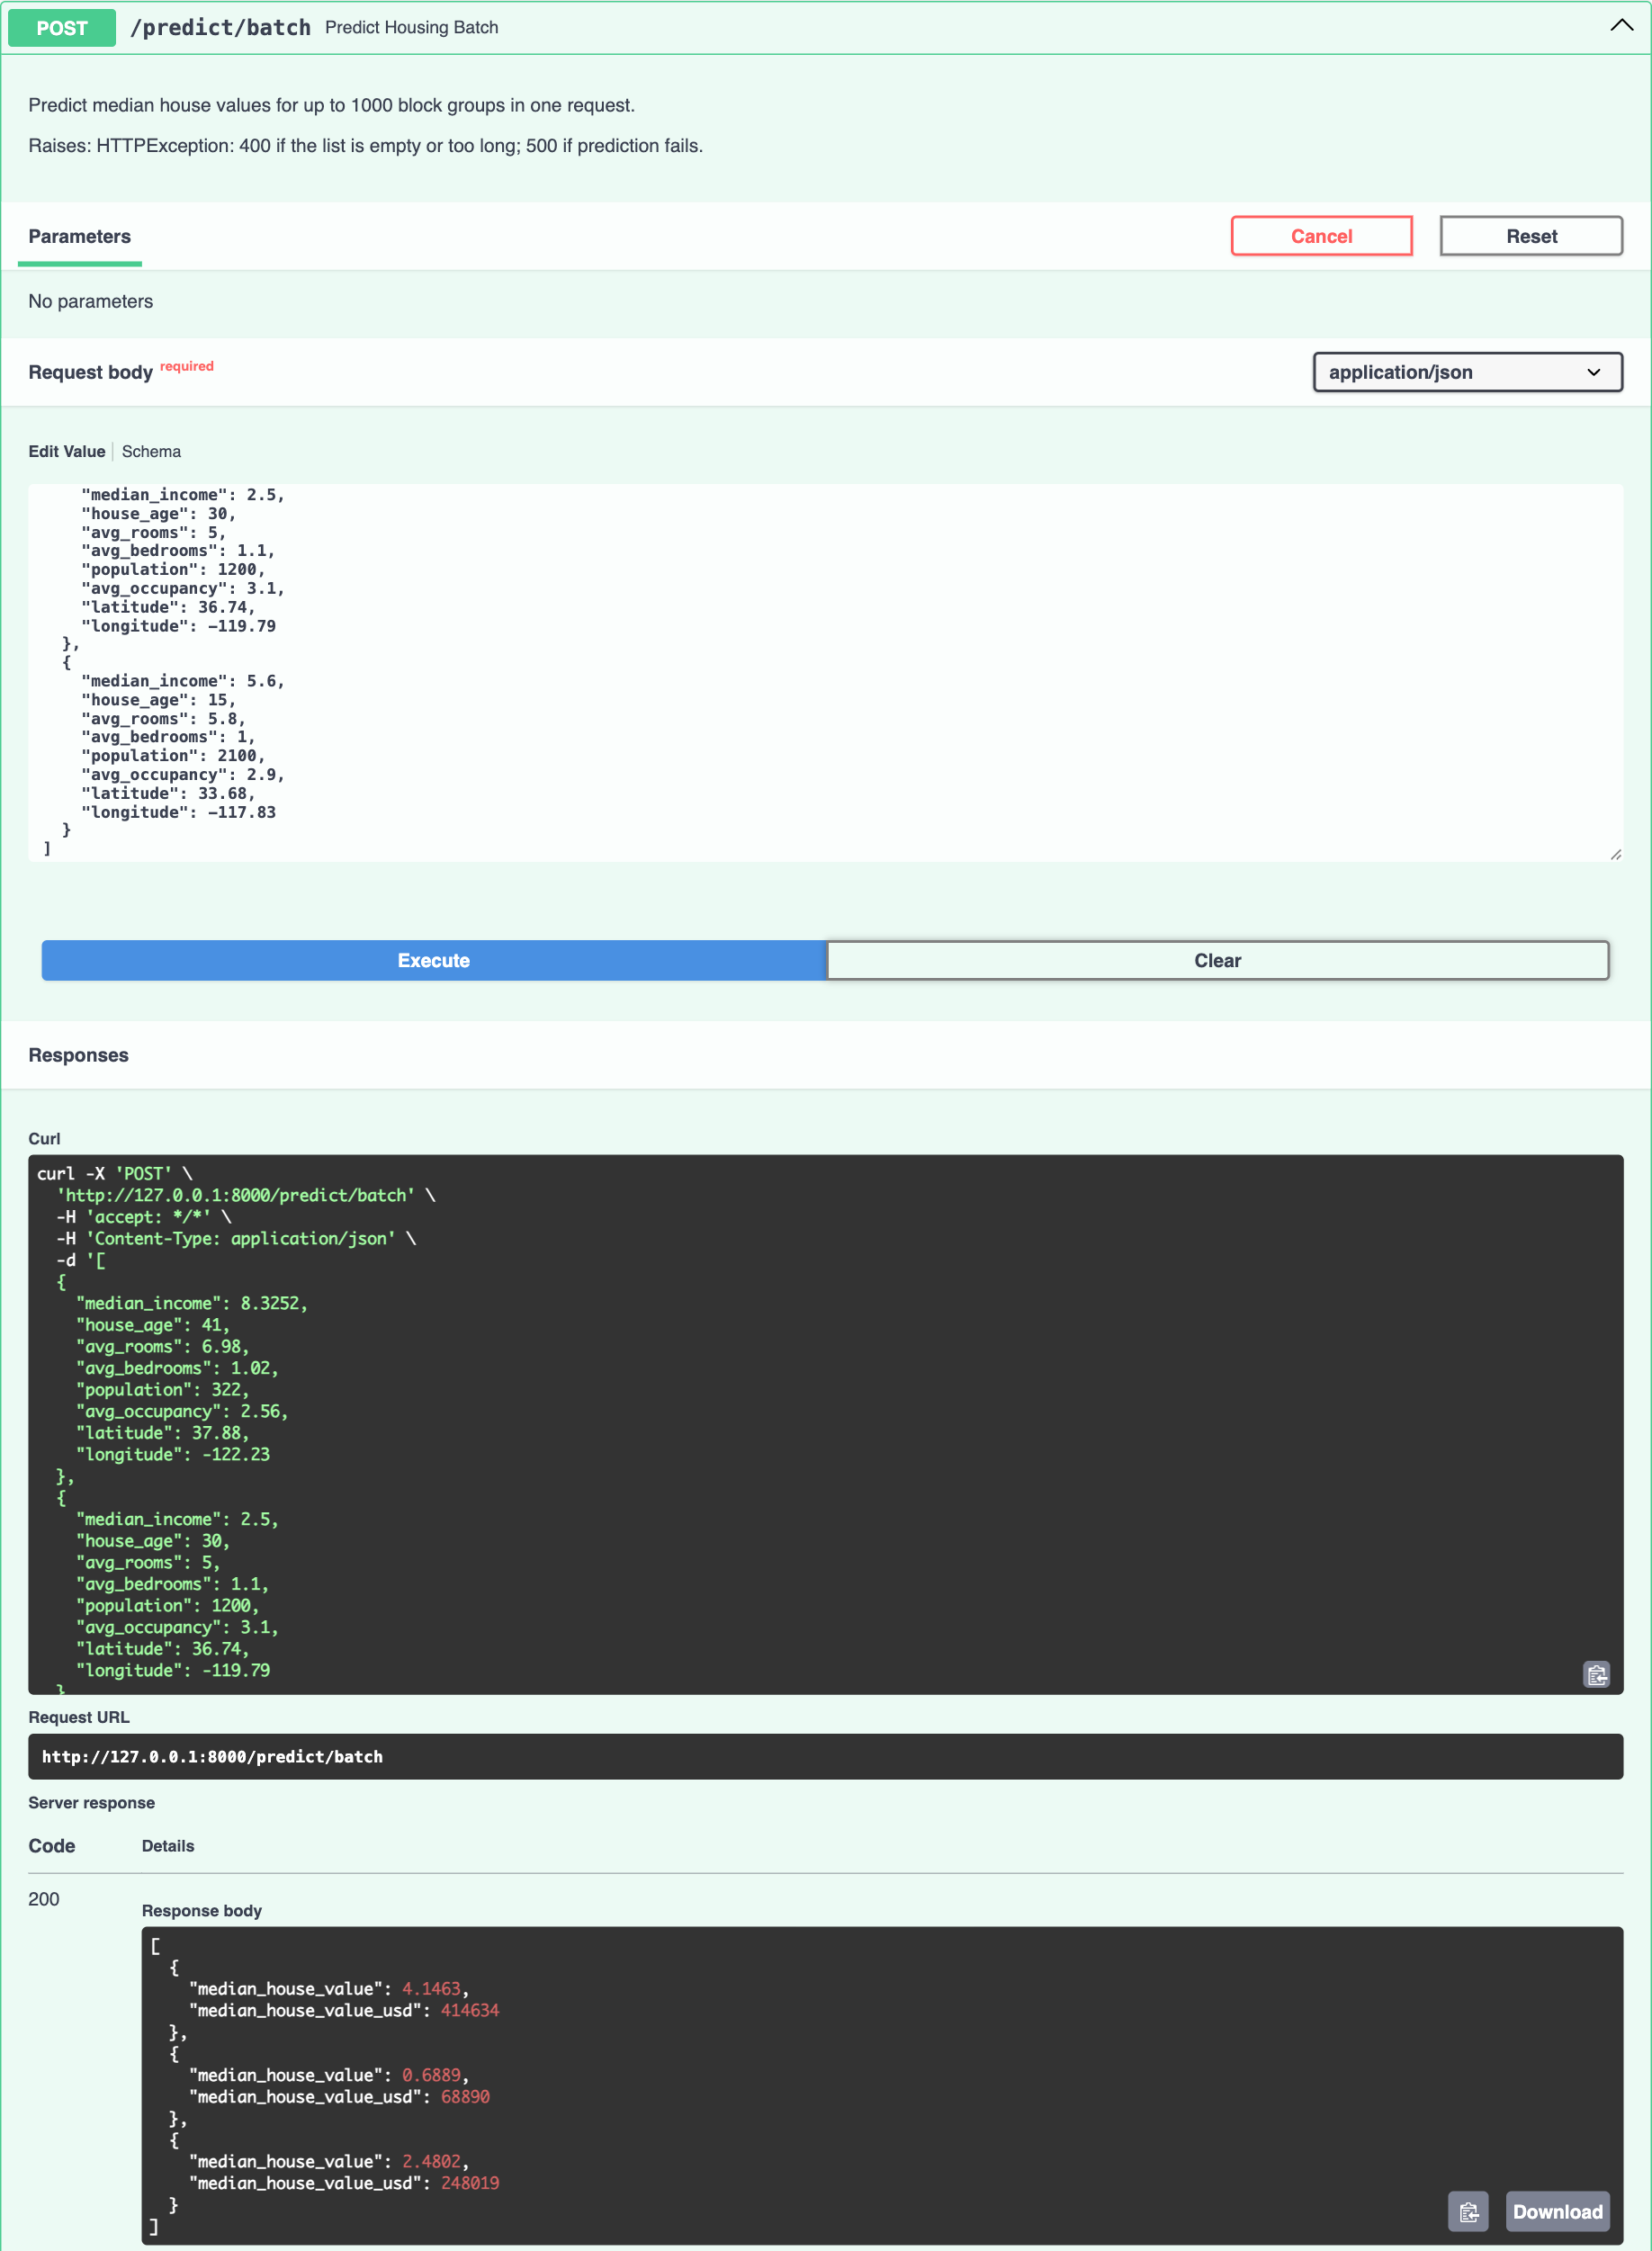 POST /predict/batch Predict Housing Batch
Predict median house values for up to 1000 block groups in one request.
Raises: HTTPException: 400 if the list is empty or too long; 500 if prediction fails.
Parameters Cancel Reset
No parameters
Request body required application/json
Edit Value Schema
    "median_income": 2.5,
    "house_age": 30,
    "avg_rooms": 5,
    "avg_bedrooms": 1.1,
    "population": 1200,
    "avg_occupancy": 3.1,
    "latitude": 36.74,
    "longitude": -119.79
  },
  {
    "median_income": 5.6,
    "house_age": 15,
    "avg_rooms": 5.8,
    "avg_bedrooms": 1,
    "population": 2100,
    "avg_occupancy": 2.9,
    "latitude": 33.68,
    "longitude": -117.83
  }
]
Execute Clear
Responses
Curl
curl -X 'POST' \
  'http://127.0.0.1:8000/predict/batch' \
  -H 'accept: */*' \
  -H 'Content-Type: application/json' \
  -d '[
  {
    "median_income": 8.3252,
    "house_age": 41,
    "avg_rooms": 6.98,
    "avg_bedrooms": 1.02,
    "population": 322,
    "avg_occupancy": 2.56,
    "latitude": 37.88,
    "longitude": -122.23
  },
  {
    "median_income": 2.5,
    "house_age": 30,
    "avg_rooms": 5,
    "avg_bedrooms": 1.1,
    "population": 1200,
    "avg_occupancy": 3.1,
    "latitude": 36.74,
    "longitude": -119.79
  }
Request URL
http://127.0.0.1:8000/predict/batch
Server response
Code Details
200
Response body
[
  {
    "median_house_value": 4.1463,
    "median_house_value_usd": 414634
  },
  {
    "median_house_value": 0.6889,
    "median_house_value_usd": 68890
  },
  {
    "median_house_value": 2.4802,
    "median_house_value_usd": 248019
  }
]
Download